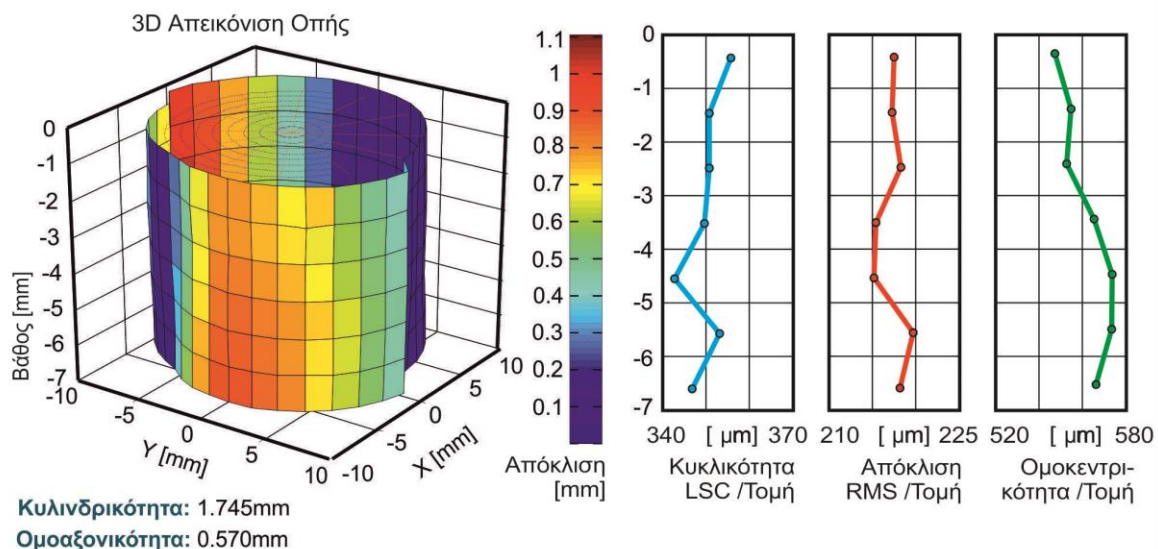 3D Απεικόνιση Οπής
0
-1
-2
-3
-4
-5
-6
-7
Βάθος [mm]
-10
-5
0
5
10
Y [mm]
-10
-5
0
5
10
X [mm]
1.1
1
0.9
0.8
0.7
0.6
0.5
0.4
0.3
0.2
0.1
Απόκλιση
[mm]
0
-1
-2
-3
-4
-5
-6
-7
340 [ µm] 370
Κυκλικότητα
LSC /Τομή
210 [ µm] 225
Απόκλιση
RMS /Τομή
520 [ µm] 580
Ομοκεντρι-
κότητα /Τομή
Κυλινδρικότητα: 1.745mm
Ομοαξονικότητα: 0.570mm